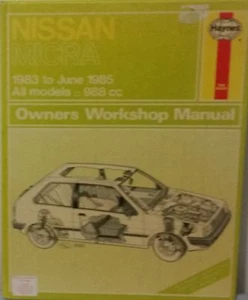 NISSAN
MICRA
Haynes
1983 to June 1985
All models : 988 cc
Owners Workshop Manual